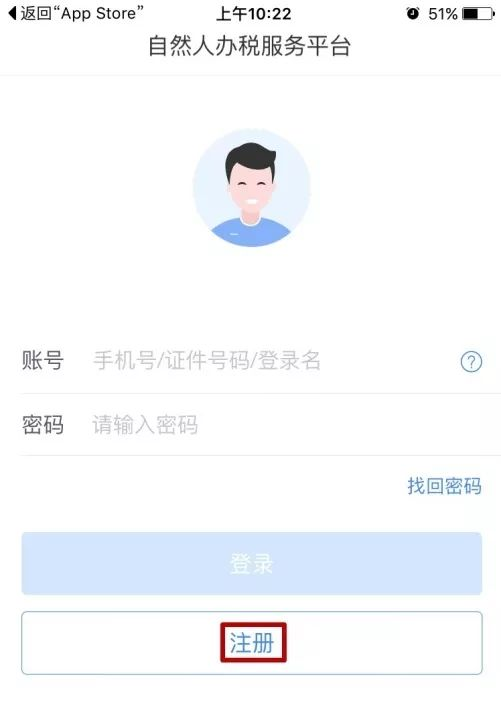 返回“App Store” 上午10:22 51%
自然人办税服务平台
账号 手机号/证件号码/登录名 ?
密码 请输入密码
找回密码
登录
注册